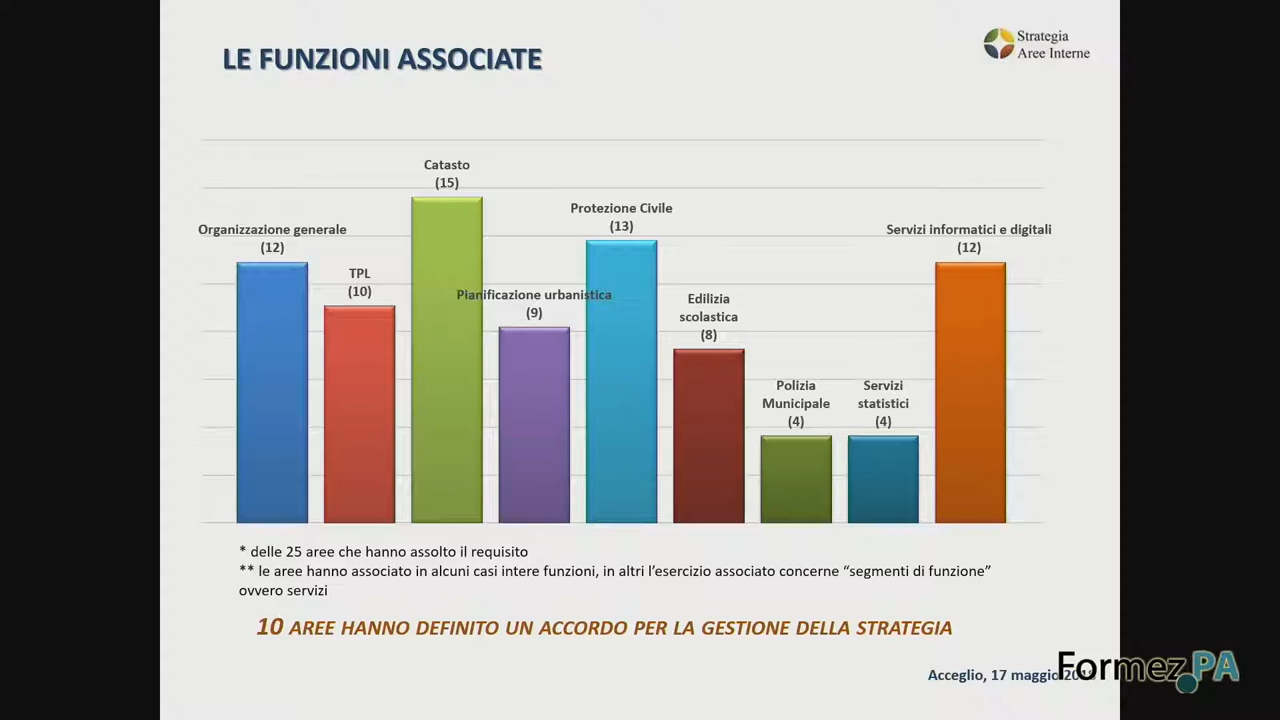 LE FUNZIONI ASSOCIATE
Strategia
Aree Interne
Catasto
(15)
Protezione Civile
(13)
Organizzazione generale
(12)
Servizi informatici e digitali
(12)
TPL
(10)
Pianificazione urbanistica
(9)
Edilizia
scolastica
(8)
Polizia
Municipale
(4)
Servizi
statistici
(4)
* delle 25 aree che hanno assolto il requisito
** le aree hanno associato in alcuni casi intere funzioni, in altri l’esercizio associato concerne “segmenti di funzione”
ovvero servizi
10 AREE HANNO DEFINITO UN ACCORDO PER LA GESTIONE DELLA STRATEGIA
Acceglio, 17 maggio
Formez.PA